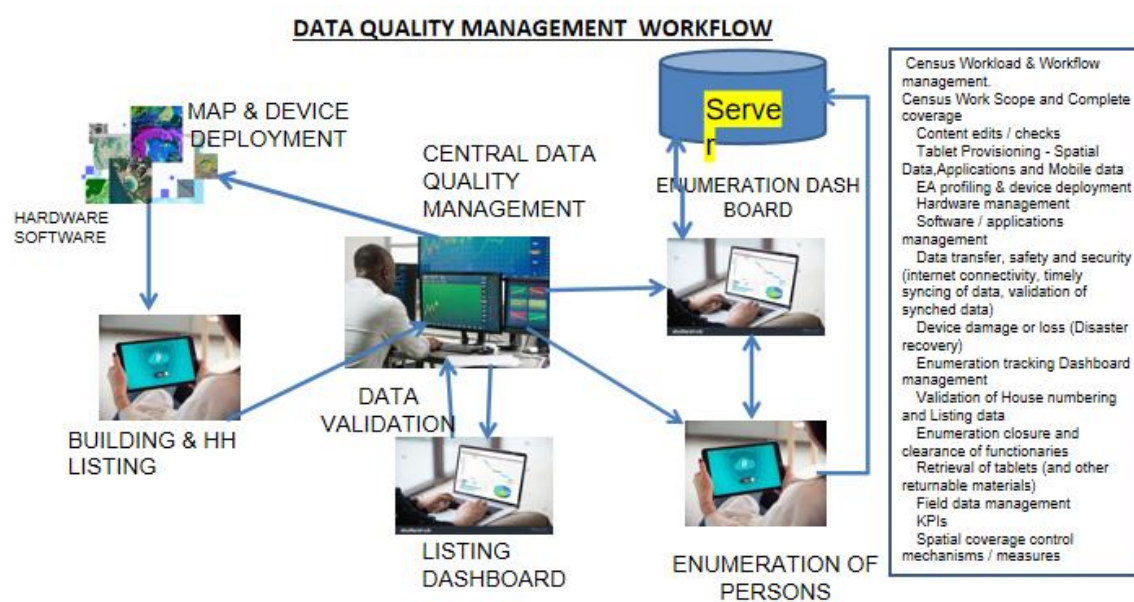 DATA QUALITY MANAGEMENT WORKFLOW
MAP & DEVICE
DEPLOYMENT
HARDWARE
SOFTWARE
CENTRAL DATA
QUALITY
MANAGEMENT
Serve
r
ENUMERATION DASH
BOARD
BUILDING & HH
LISTING
DATA
VALIDATION
LISTING
DASHBOARD
ENUMERATION OF
PERSONS
Census Workload & Workflow
management.
Census Work Scope and Complete
coverage
Content edits / checks
Tablet Provisioning - Spatial
Data,Applications and Mobile data
EA profiling & device deployment
Hardware management
Software / applications
management
Data transfer, safety and security
(internet connectivity, timely
syncing of data, validation of
synched data)
Device damage or loss (Disaster
recovery)
Enumeration tracking Dashboard
management
Validation of House numbering
and Listing data
Enumeration closure and
clearance of functionaries
Retrieval of tablets (and other
returnable materials)
Field data management
KPIs
Spatial coverage control
mechanisms / measures